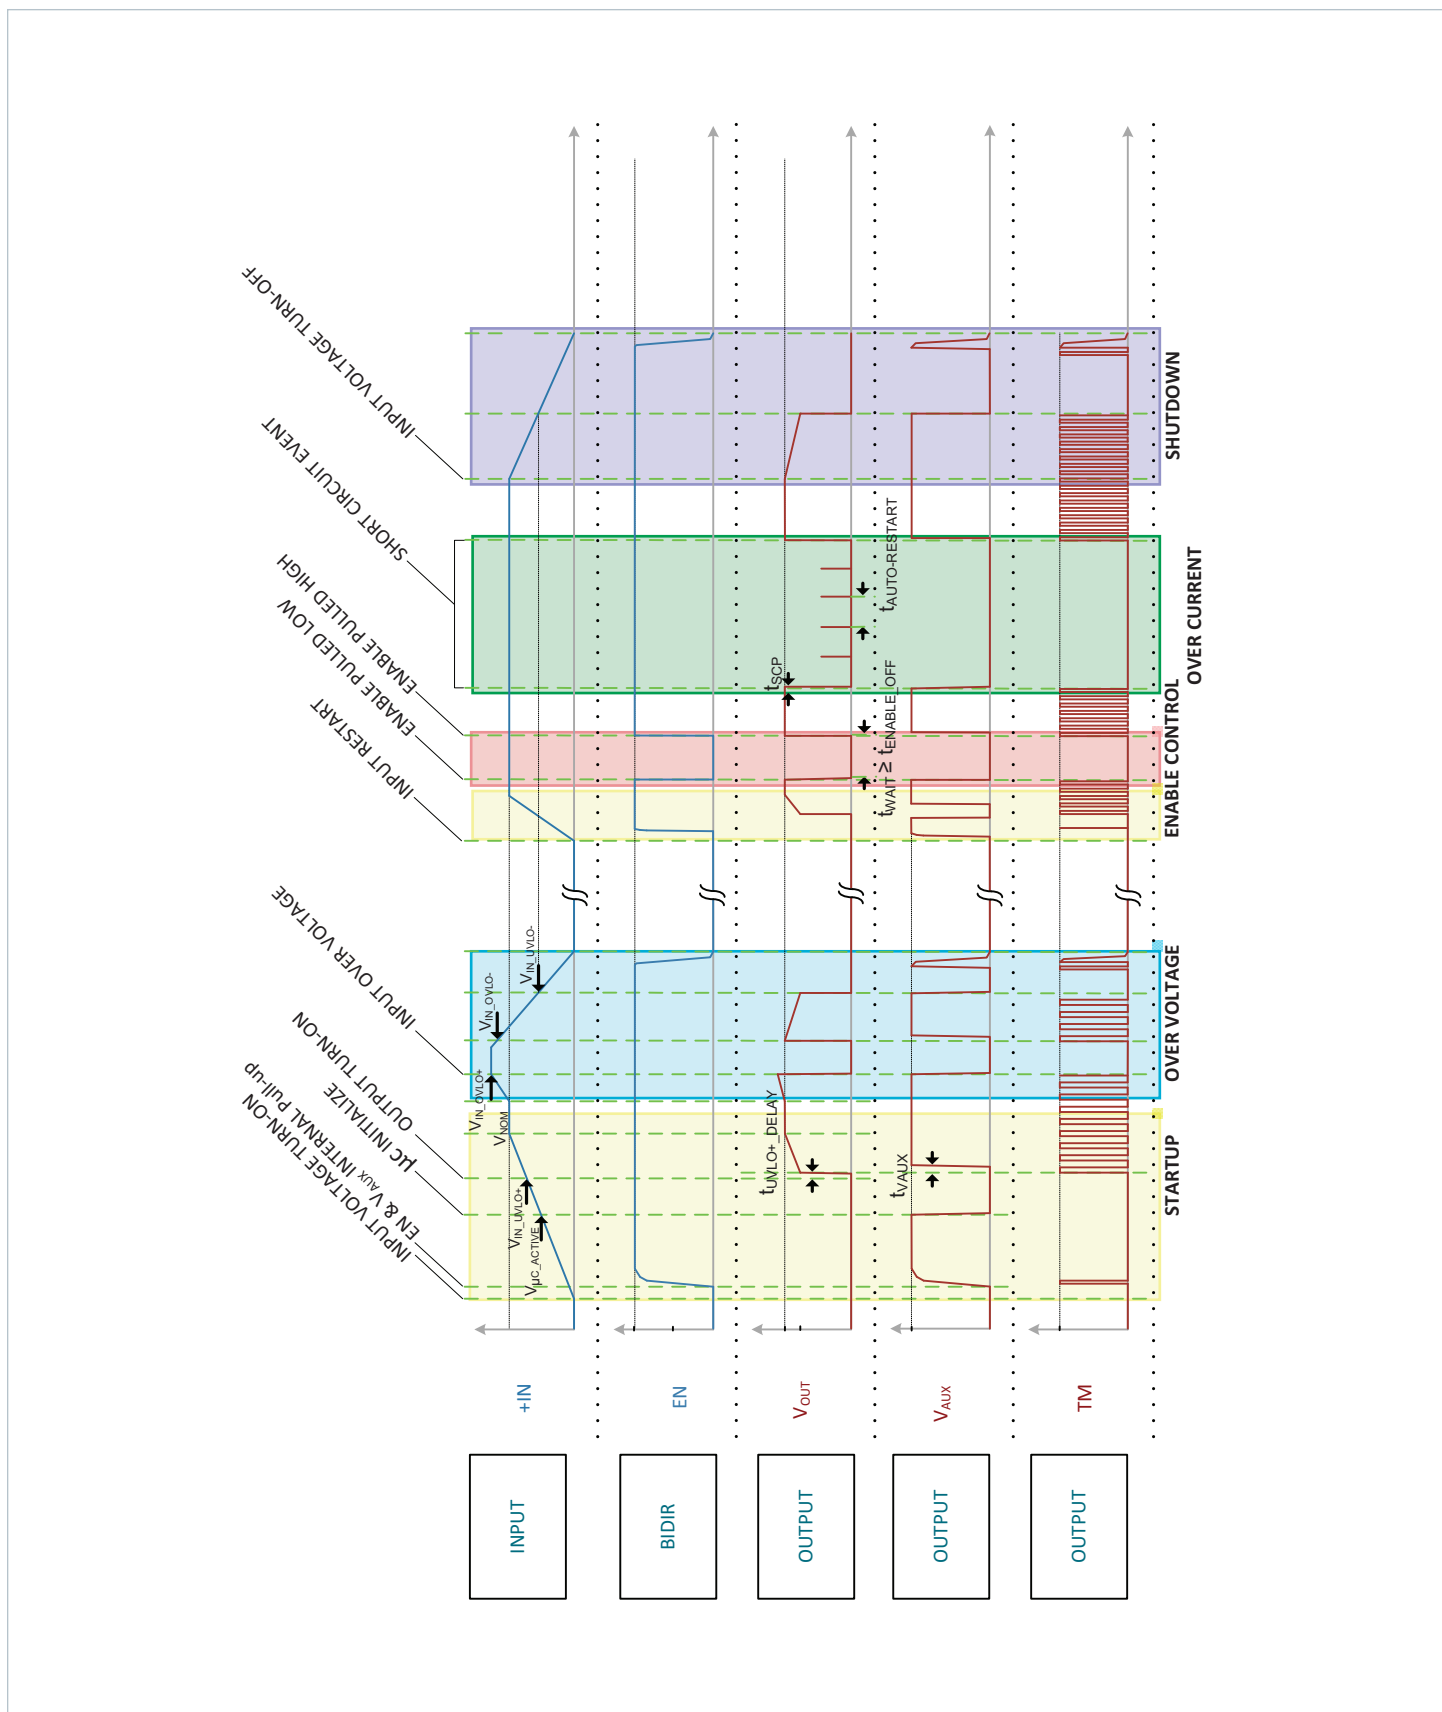 INPUT VOLTAGE TURN-ON
EN & VAUX INTERNAL Pull-up
µC INITIALIZE
OUTPUT TURN-ON
INPUT OVER VOLTAGE
INPUT RESTART
ENABLE PULLED LOW
ENABLE PULLED HIGH
SHORT CIRCUIT EVENT
INPUT VOLTAGE TURN-OFF
INPUT
+IN
VµC_ACTIVE
VIN_UVLO+
VNOM
VIN_OVLO+
VIN_OVLO-
VIN_UVLO-
BIDIR
EN
OUTPUT
VOUT
tUVLO+_DELAY
tSCP
tWAIT ≥ tENABLE_OFF
tAUTO-RESTART
OUTPUT
VAUX
tVAUX
OUTPUT
TM
STARTUP
OVER VOLTAGE
ENABLE CONTROL
OVER CURRENT
SHUTDOWN